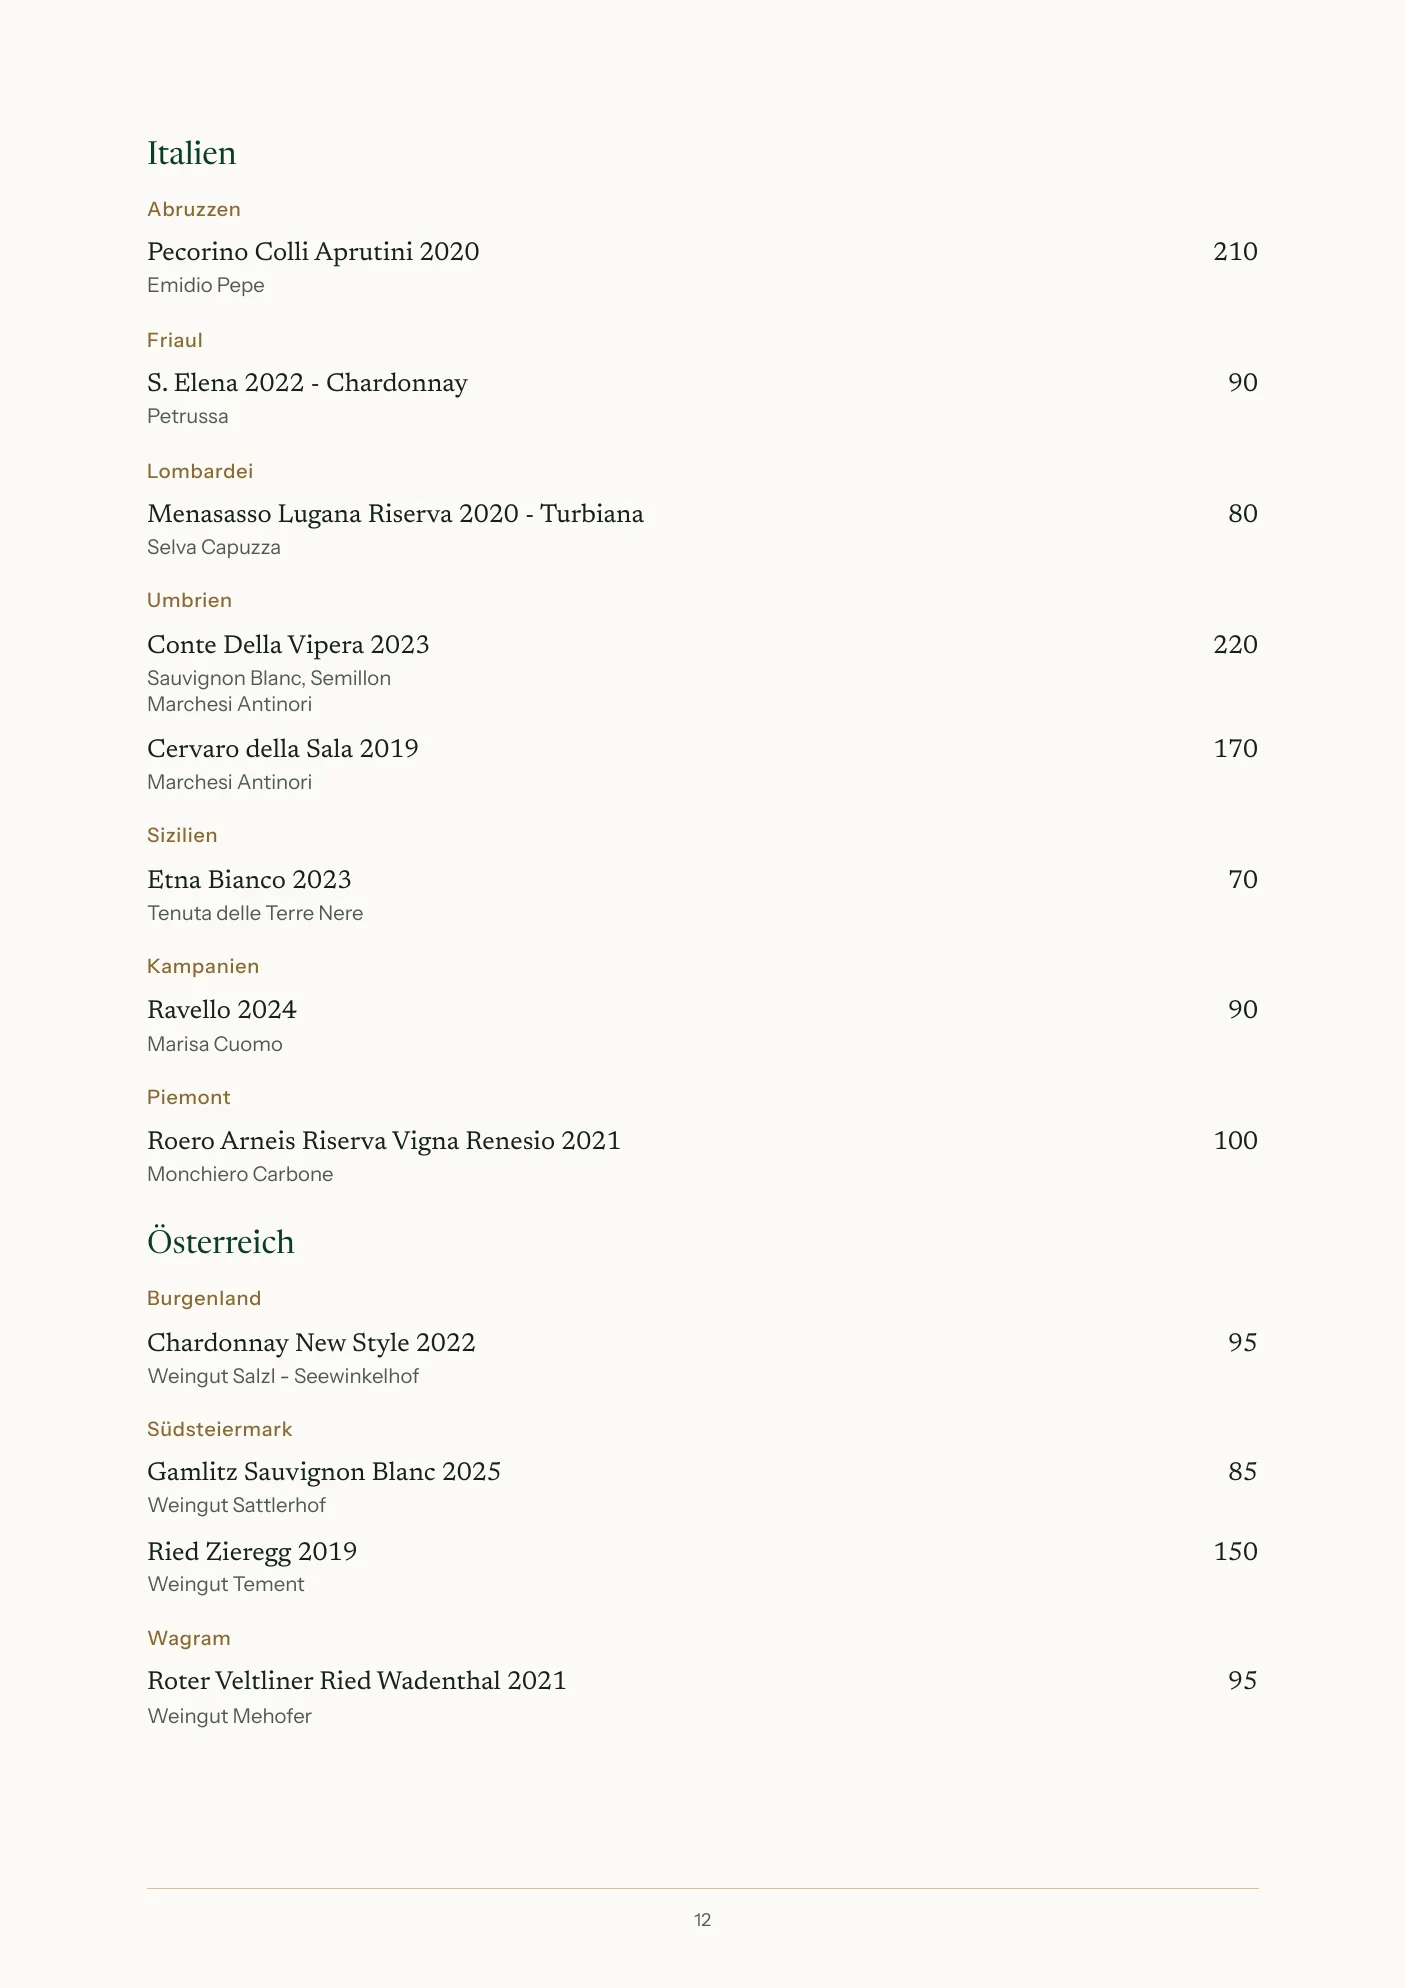 Italien
Abruzzen
Pecorino Colli Aprutini 2020 210
Emidio Pepe
Friaul
S. Elena 2022 - Chardonnay 90
Petrussa
Lombardei
Menasasso Lugana Riserva 2020 - Turbiana 80
Selva Capuzza
Umbrien
Conte Della Vipera 2023 220
Sauvignon Blanc, Semillon
Marchesi Antinori
Cervaro della Sala 2019 170
Marchesi Antinori
Sizilien
Etna Bianco 2023 70
Tenuta delle Terre Nere
Kampanien
Ravello 2024 90
Marisa Cuomo
Piemont
Roero Arneis Riserva Vigna Renesio 2021 100
Monchiero Carbone
Österreich
Burgenland
Chardonnay New Style 2022 95
Weingut Salzl - Seewinkelhof
Südsteiermark
Gamlitz Sauvignon Blanc 2025 85
Weingut Sattlerhof
Ried Zieregg 2019 150
Weingut Tement
Wagram
Roter Veltliner Ried Wadenthal 2021 95
Weingut Mehofer
12